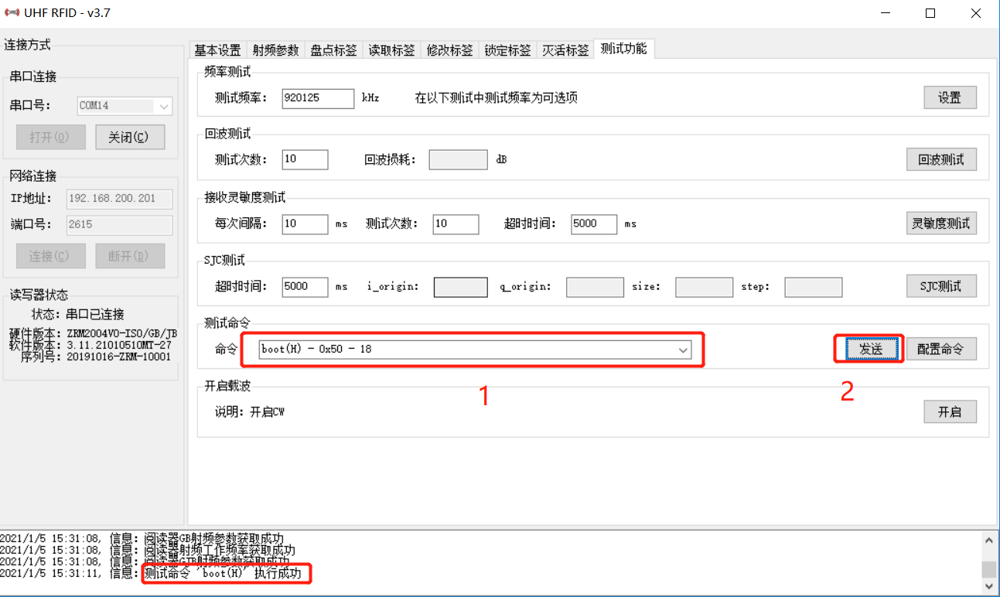 UHF RFID - v3.7
连接方式
基本设置 射频参数 盘点标签 读取标签 修改标签 锁定标签 灭活标签 测试功能
串口连接
串口号: COM14
打开(O) 关闭(C)
网络连接
IP地址: 192.168.200.201
端口号: 2615
连接(C) 断开(D)
读写器状态
状态: 串口已连接
硬件版本: ZRM2004V0-ISO/GB/JB
软件版本: 3.11.21010510MT-27
序列号: 20191016-ZRM-10001
频率测试
测试频率: 920125 kHz 在以下测试中测试频率为可选项 设置
回波测试
测试次数: 10 回波损耗: dB 回波测试
接收灵敏度测试
每次间隔: 10 ms 测试次数: 10 超时时间: 5000 ms 灵敏度测试
SJC测试
超时时间: 5000 ms i_origin: q_origin: size: step: SJC测试
测试命令
命令 boot(H) - 0x50 - 18 发送 配置命令
1 2
开启载波
说明: 开启CW 开启
2021/1/5 15:31:08, 信息: 阅读器GB射频参数获取成功
2021/1/5 15:31:08, 信息: 阅读器射频工作频率获取成功
2021/1/5 15:31:08, 信息: 阅读器GJB射频参数获取成功
2021/1/5 15:31:11, 信息: 测试命令 'boot(H)' 执行成功